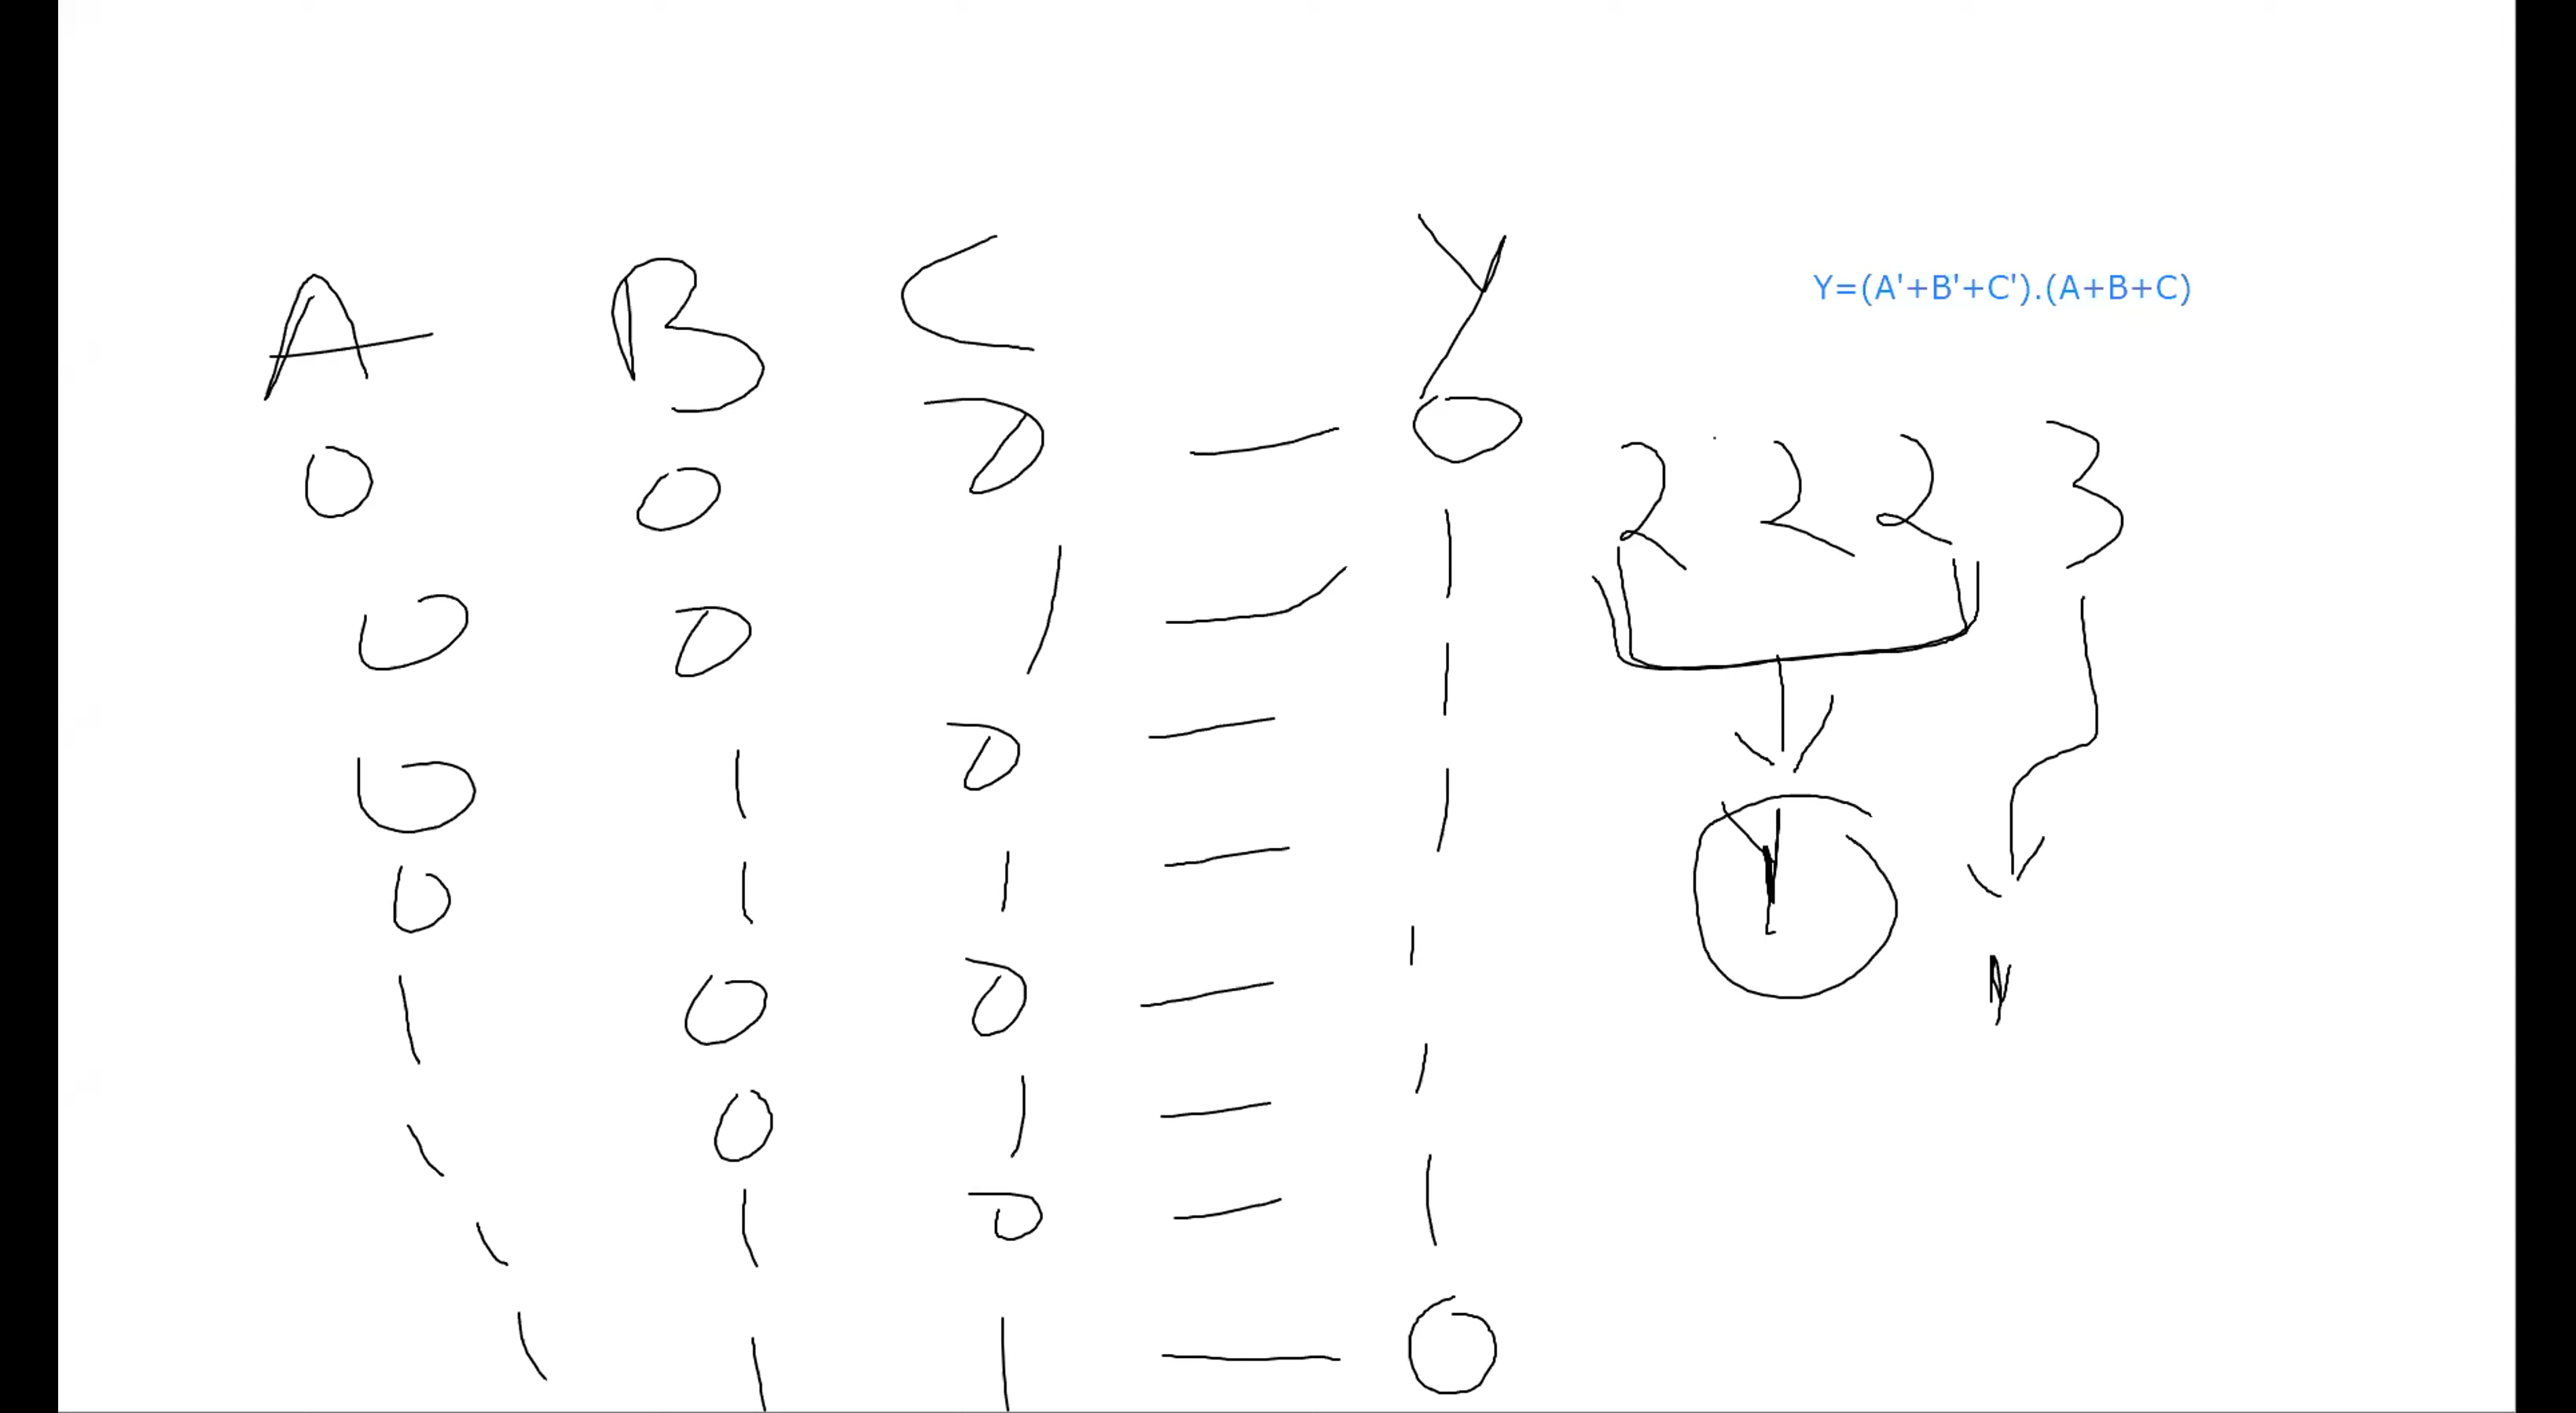 A B C Y
Y=(A'+B'+C').(A+B+C)
0 0 0 — 0
2 2 2 3
0 0 1 — 1
0 1 0 — 1
0 1 1 — 1
1 0 0 — 1
1 0 1 — 1
1 1 0 — 1
1 1 1 — 0